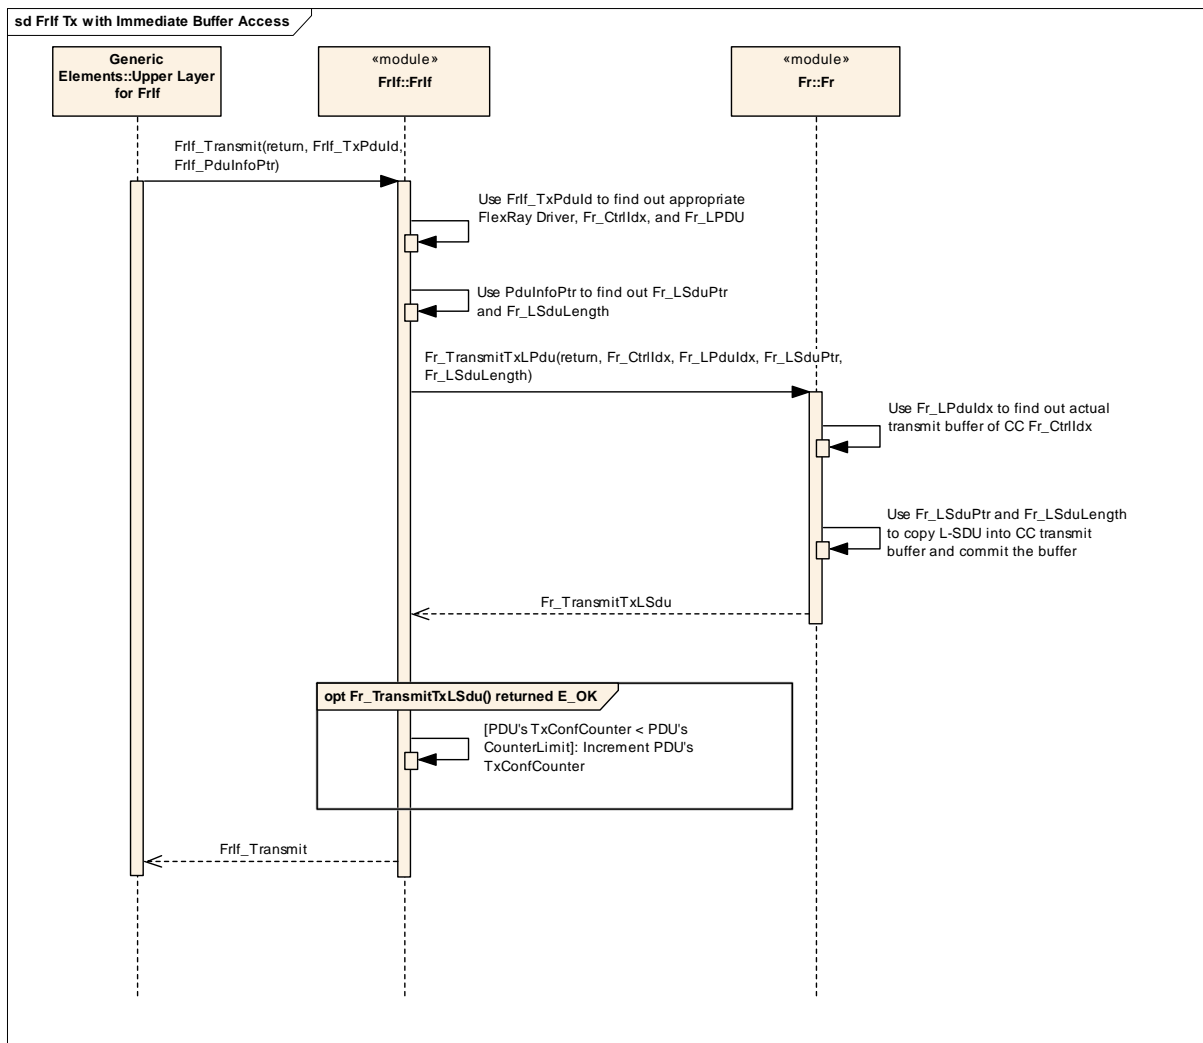 sd FrIf Tx with Immediate Buffer Access
Generic
Elements::Upper Layer
for FrIf
«module»
FrIf::FrIf
«module»
Fr::Fr
FrIf_Transmit(return, FrIf_TxPduId,
FrIf_PduInfoPtr)
Use FrIf_TxPduId to find out appropriate
FlexRay Driver, Fr_CtrlIdx, and Fr_LPDU
Use PduInfoPtr to find out Fr_LSduPtr
and Fr_LSduLength
Fr_TransmitTxLPdu(return, Fr_CtrlIdx, Fr_LPduIdx, Fr_LSduPtr,
Fr_LSduLength)
Use Fr_LPduIdx to find out actual
transmit buffer of CC Fr_CtrlIdx
Use Fr_LSduPtr and Fr_LSduLength
to copy L-SDU into CC transmit
buffer and commit the buffer
Fr_TransmitTxLSdu
opt Fr_TransmitTxLSdu() returned E_OK
[PDU's TxConfCounter < PDU's
CounterLimit]: Increment PDU's
TxConfCounter
FrIf_Transmit